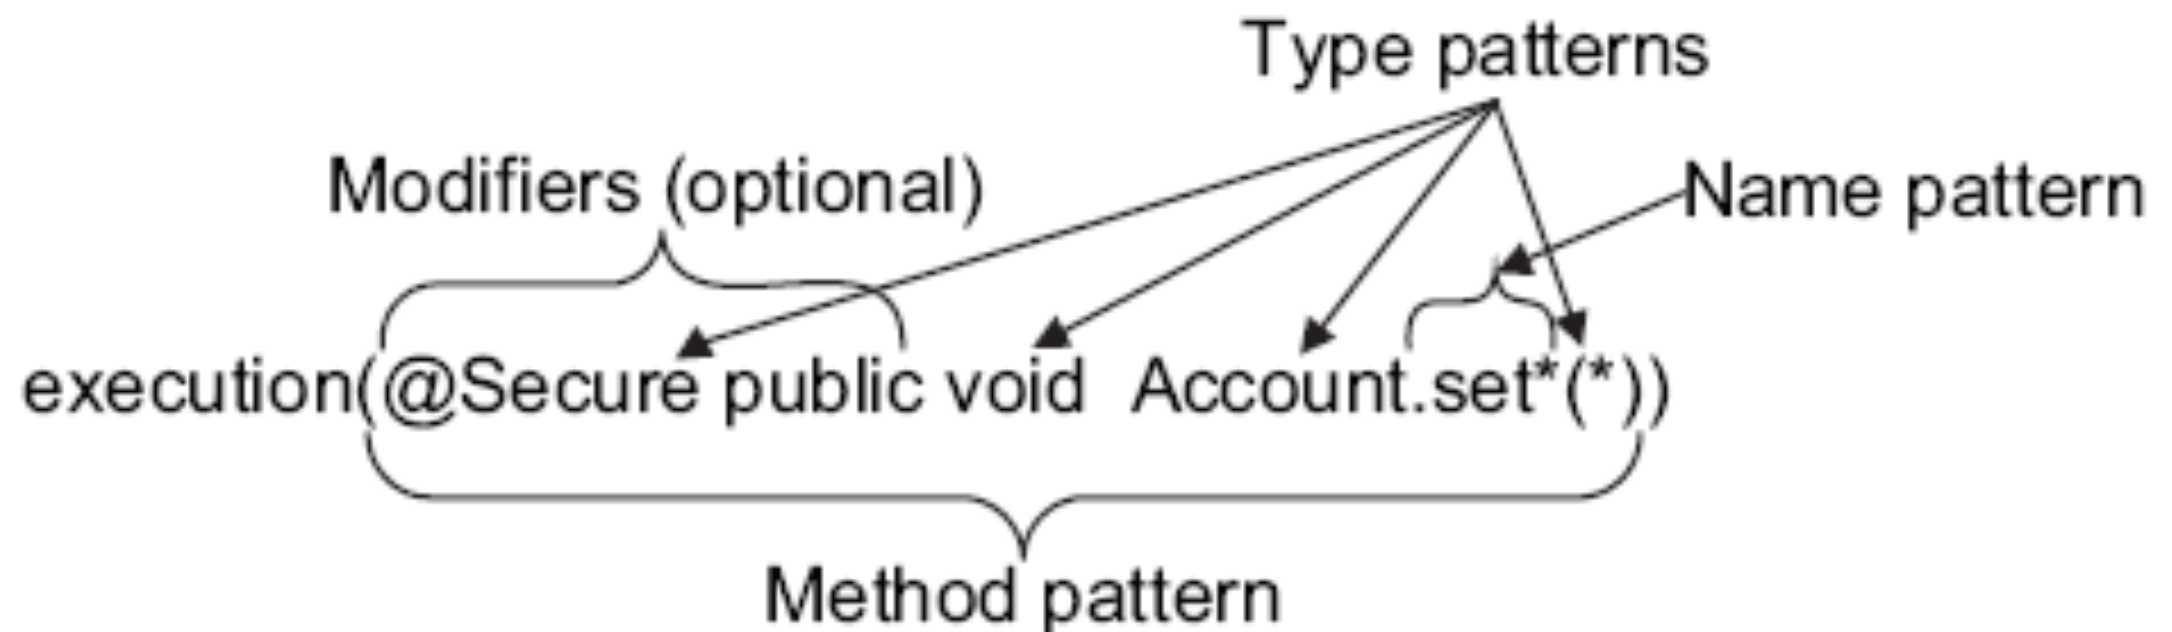 Type patterns
Modifiers (optional)
Name pattern
execution(@Secure public void Account.set*(*))
Method pattern